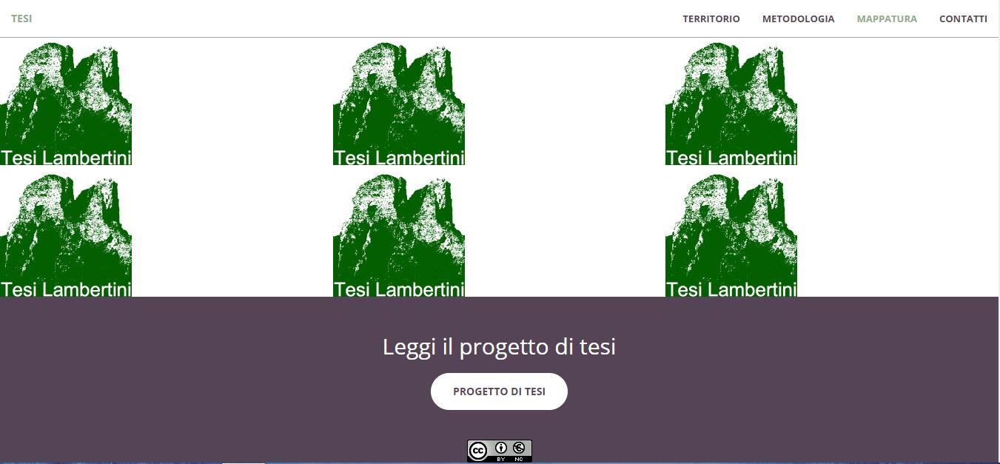 TESI
TERRITORIO METODOLOGIA MAPPATURA CONTATTI
Tesi Lambertini Tesi Lambertini Tesi Lambertini
Tesi Lambertini Tesi Lambertini Tesi Lambertini
Leggi il progetto di tesi
PROGETTO DI TESI
cc
BY NC